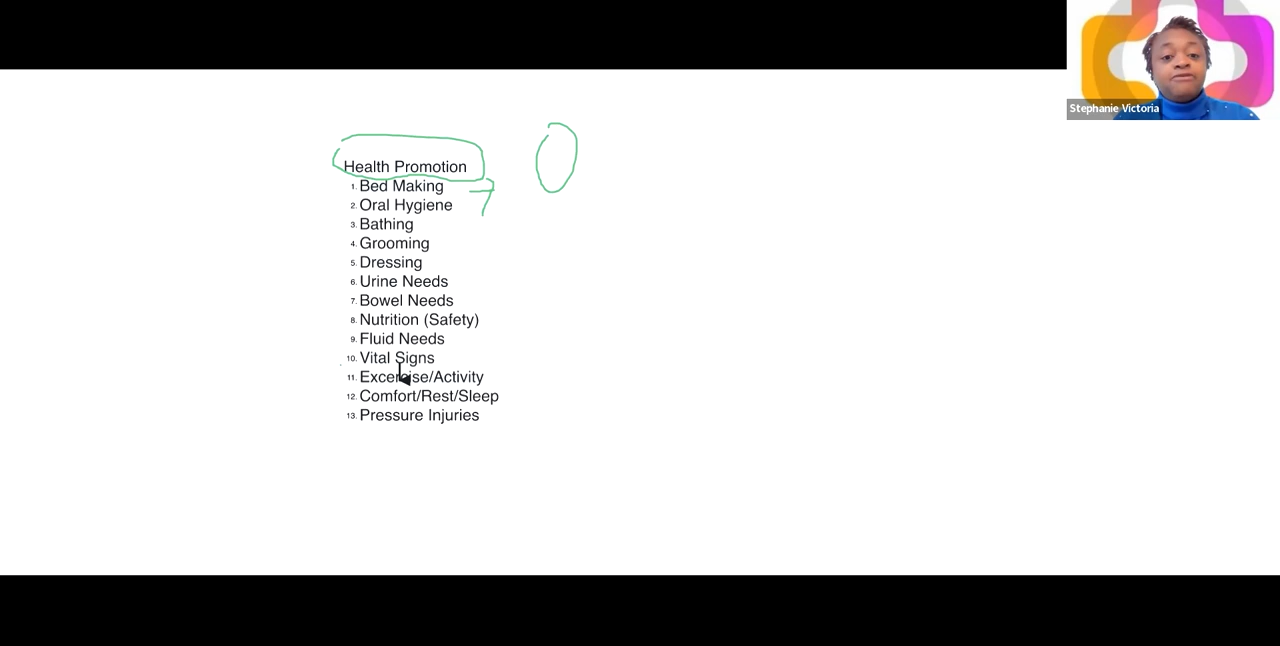 Stephanie Victoria
Health Promotion
1. Bed Making
2. Oral Hygiene
3. Bathing
4. Grooming
5. Dressing
6. Urine Needs
7. Bowel Needs
8. Nutrition (Safety)
9. Fluid Needs
10. Vital Signs
11. Excercise/Activity
12. Comfort/Rest/Sleep
13. Pressure Injuries